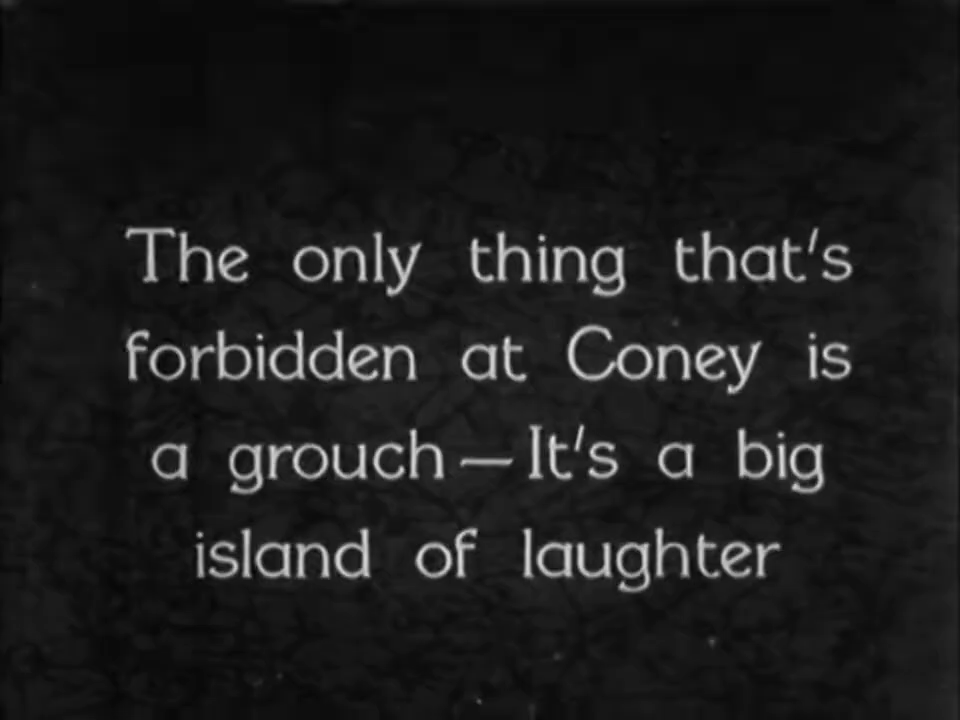 The only thing that's
forbidden at Coney is
a grouch — It's a big
island of laughter